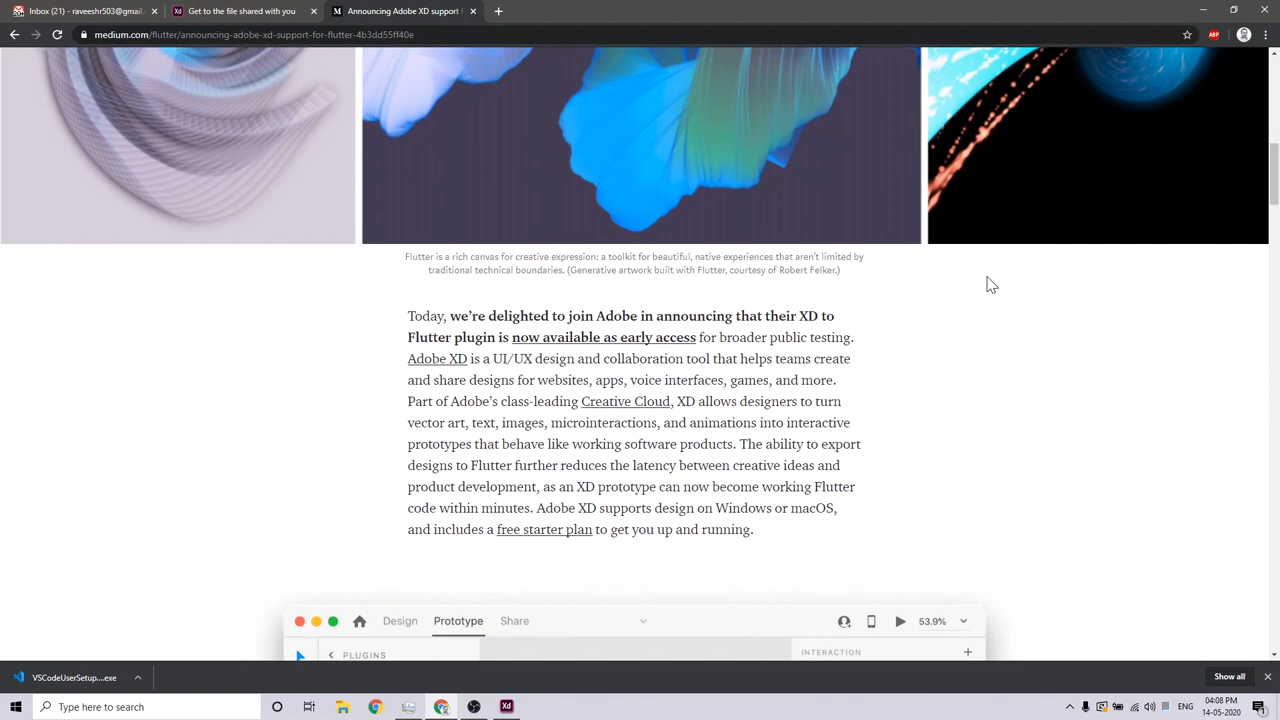 Inbox (21) - raveshr503@gmail.
Get to the file shared with you
Announcing Adobe XD support
medium.com/flutter/announcing-adobe-xd-support-for-flutter-4b3dd55ff40e
ABP
Flutter is a rich canvas for creative expression: a toolkit for beautiful, native experiences that aren't limited by
traditional technical boundaries. (Generative artwork built with Flutter, courtesy of Robert Felker.)
Today, we're delighted to join Adobe in announcing that their XD to
Flutter plugin is now available as early access for broader public testing.
Adobe XD is a UI/UX design and collaboration tool that helps teams create
and share designs for websites, apps, voice interfaces, games, and more.
Part of Adobe's class-leading Creative Cloud, XD allows designers to turn
vector art, text, images, microinteractions, and animations into interactive
prototypes that behave like working software products. The ability to export
designs to Flutter further reduces the latency between creative ideas and
product development, as an XD prototype can now become working Flutter
code within minutes. Adobe XD supports design on Windows or macOS,
and includes a free starter plan to get you up and running.
Design Prototype Share 53.9%
PLUGINS INTERACTION
VSCodeUserSetup....exe Show all
Type here to search
Xd
ENG
04:08 PM
14-05-2020